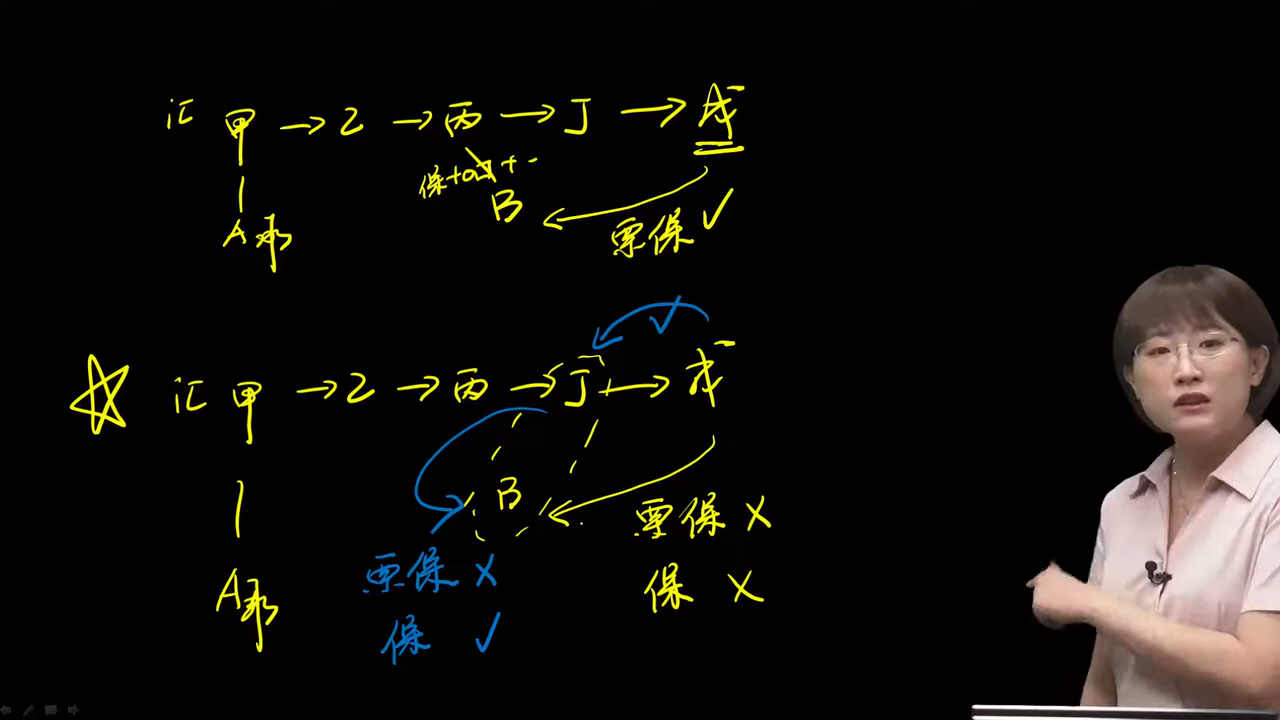 汇 甲 → 乙 → 丙 → 丁 → 戊
保
B
A承
票保 ✓
✓
☆ 汇 甲 → 乙 → 丙 → 丁 → 戊
B
票保 X
票保 X
A承
保 X
保 ✓